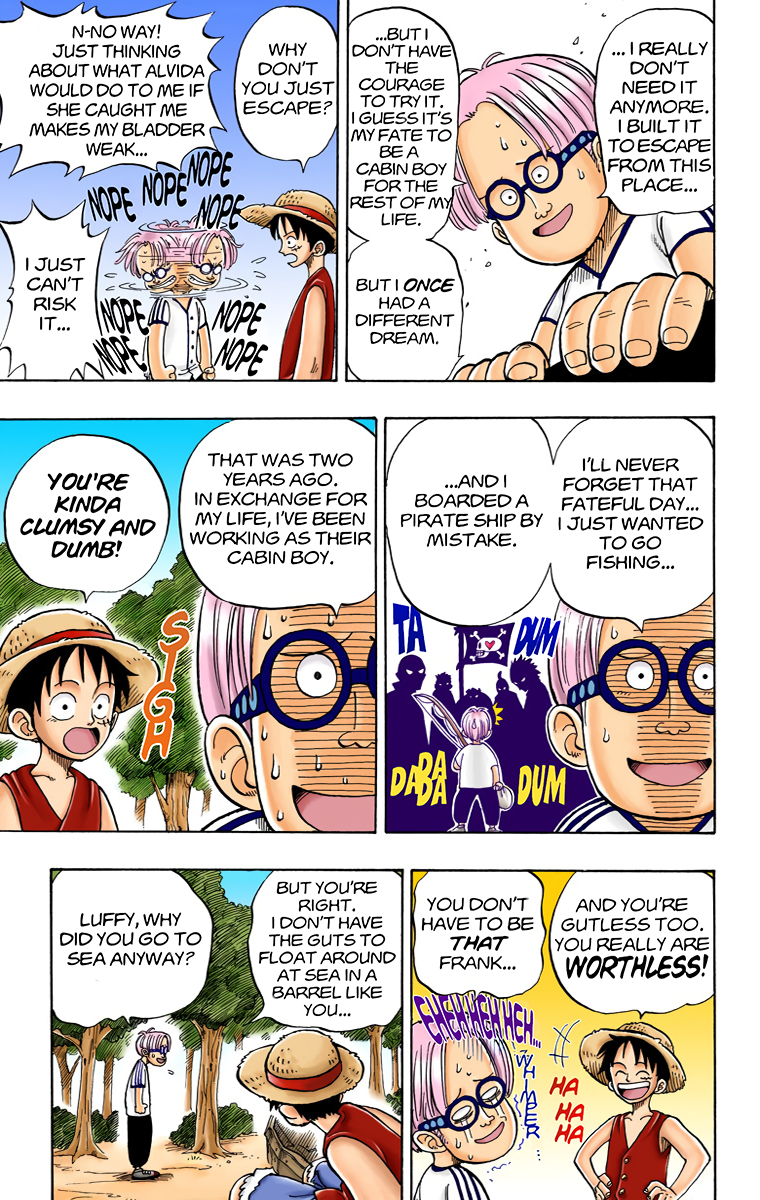 ... I REALLY
DON'T
NEED IT
ANYMORE.
I BUILT IT
TO ESCAPE
FROM THIS
PLACE...
...BUT I
DON'T HAVE
THE
COURAGE
TO TRY IT.
I GUESS IT'S
MY FATE TO
BE A
CABIN BOY
FOR THE
REST OF MY
LIFE.
BUT I ONCE
HAD A
DIFFERENT
DREAM.
WHY
DON'T
YOU JUST
ESCAPE?
N-NO WAY!
JUST THINKING
ABOUT WHAT ALVIDA
WOULD DO TO ME IF
SHE CAUGHT ME
MAKES MY BLADDER
WEAK...
NOPE
NOPE
NOPE
NOPE
I JUST
CAN'T
RISK
IT...
NOPE
NOPE
NOPE
NOPE
I'LL NEVER
FORGET THAT
FATEFUL DAY...
I JUST WANTED
TO GO
FISHING...
...AND I
BOARDED A
PIRATE SHIP BY
MISTAKE.
TA
DUM
DA
BA
DA
DUM
THAT WAS TWO
YEARS AGO.
IN EXCHANGE FOR
MY LIFE, I'VE BEEN
WORKING AS THEIR
CABIN BOY.
SIGH
YOU'RE
KINDA
CLUMSY AND
DUMB!
AND YOU'RE
GUTLESS TOO.
YOU REALLY ARE
WORTHLESS!
HA
HA
HA
YOU DON'T
HAVE TO BE
THAT
FRANK...
EHEH HEH HEH...
WHIMPER
BUT YOU'RE
RIGHT.
I DON'T HAVE
THE GUTS TO
FLOAT AROUND
AT SEA IN A
BARREL LIKE
YOU...
LUFFY, WHY
DID YOU GO TO
SEA ANYWAY?